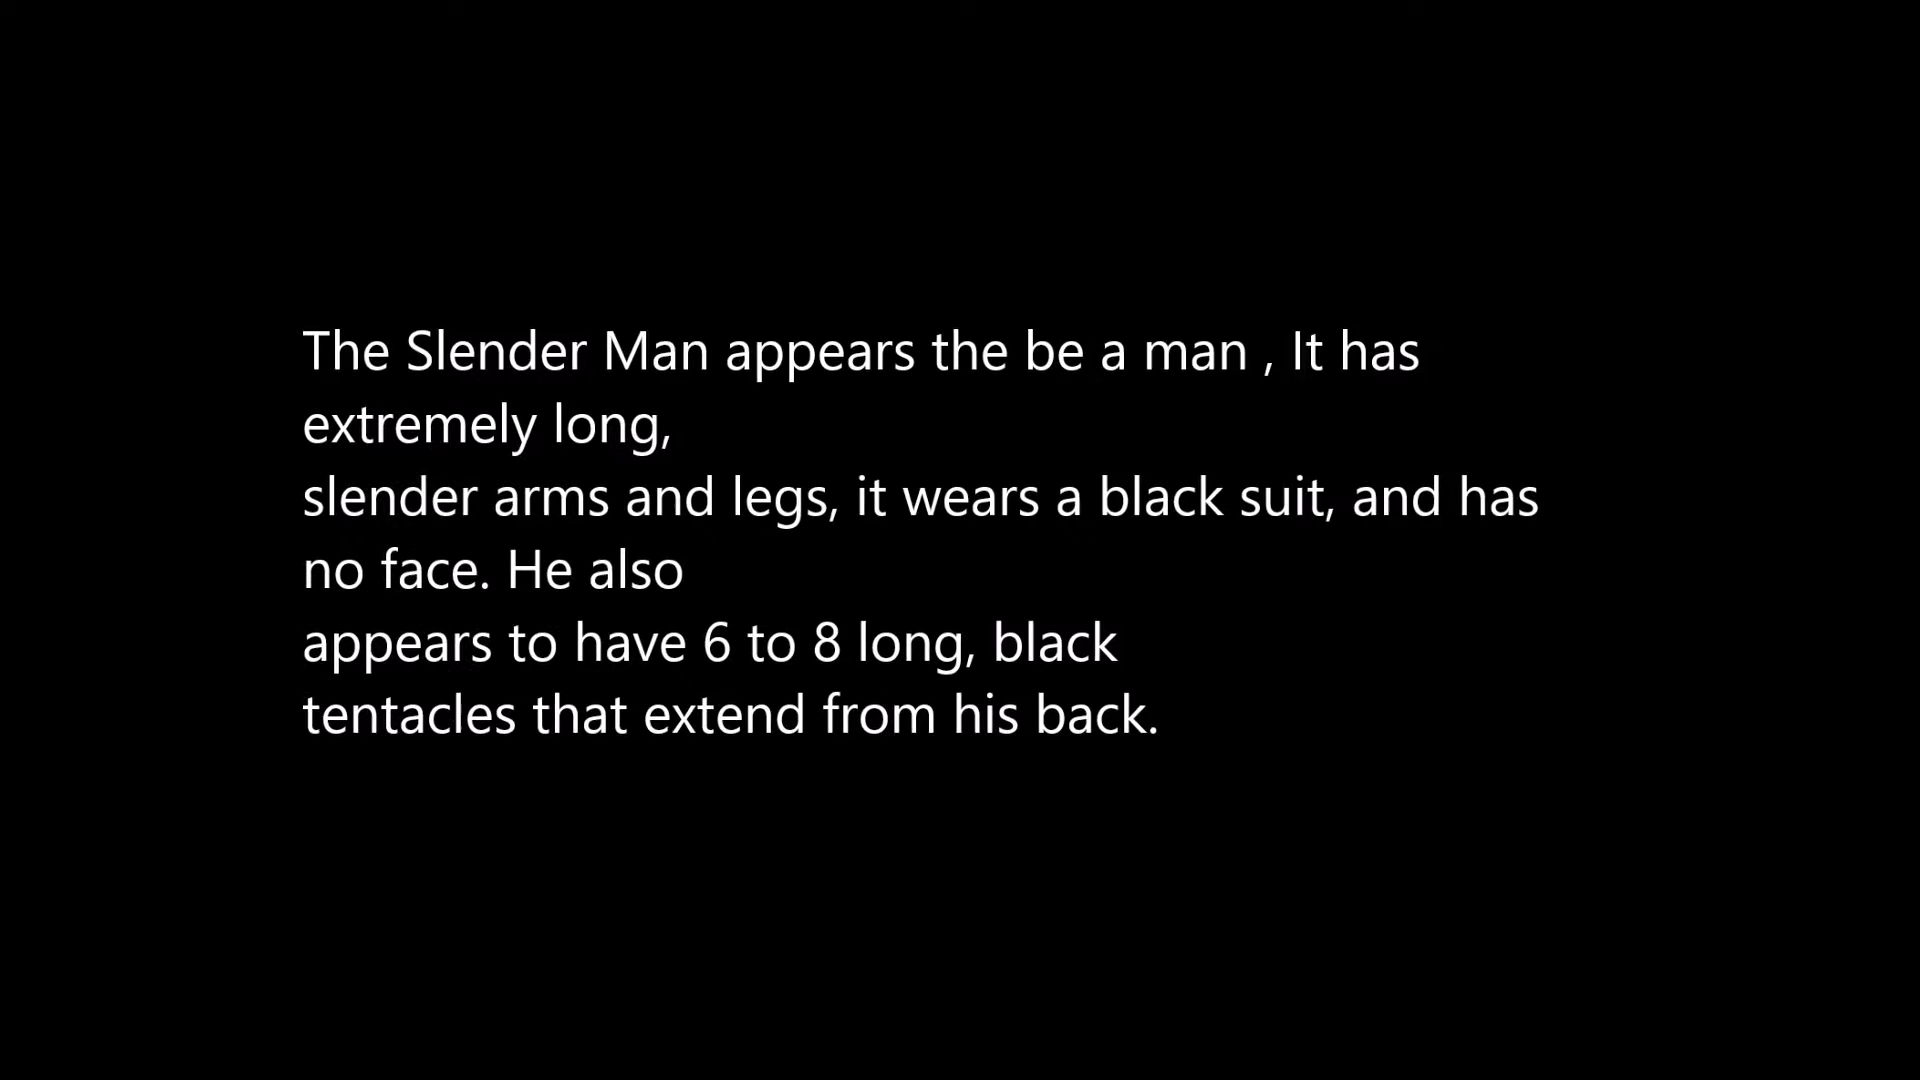 The Slender Man appears the be a man , It has
extremely long,
slender arms and legs, it wears a black suit, and has
no face. He also
appears to have 6 to 8 long, black
tentacles that extend from his back.